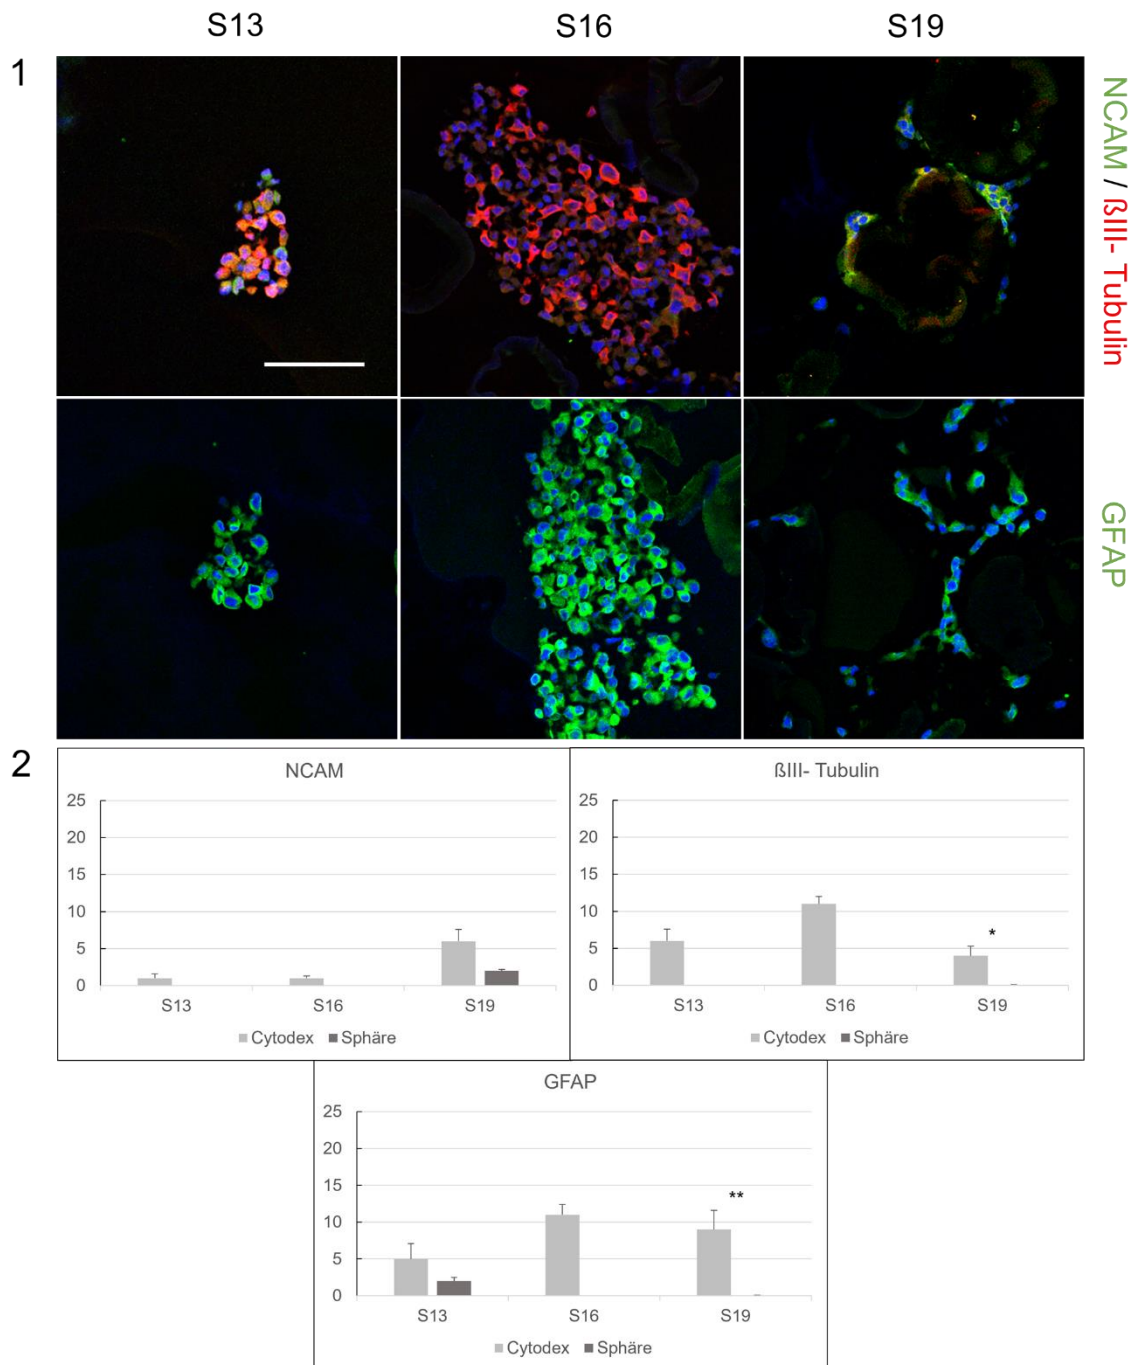 S13 S16 S19
1
NCAM / ßIII- Tubulin
GFAP
2
NCAM
25
20
15
10
5
0
S13 S16 S19
Cytodex Sphäre
ßIII- Tubulin
25
20
15
10
5
0
*
S13 S16 S19
Cytodex Sphäre
GFAP
25
20
15
10
5
0
**
S13 S16 S19
Cytodex Sphäre